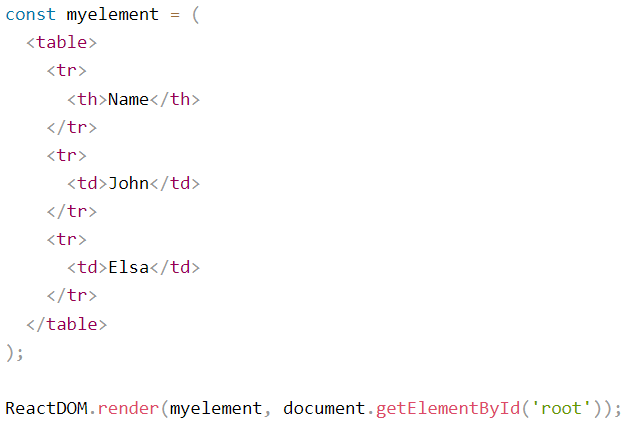 const myelement = (
  <table>
    <tr>
      <th>Name</th>
    </tr>
    <tr>
      <td>John</td>
    </tr>
    <tr>
      <td>Elsa</td>
    </tr>
  </table>
);

ReactDOM.render(myelement, document.getElementById('root'));